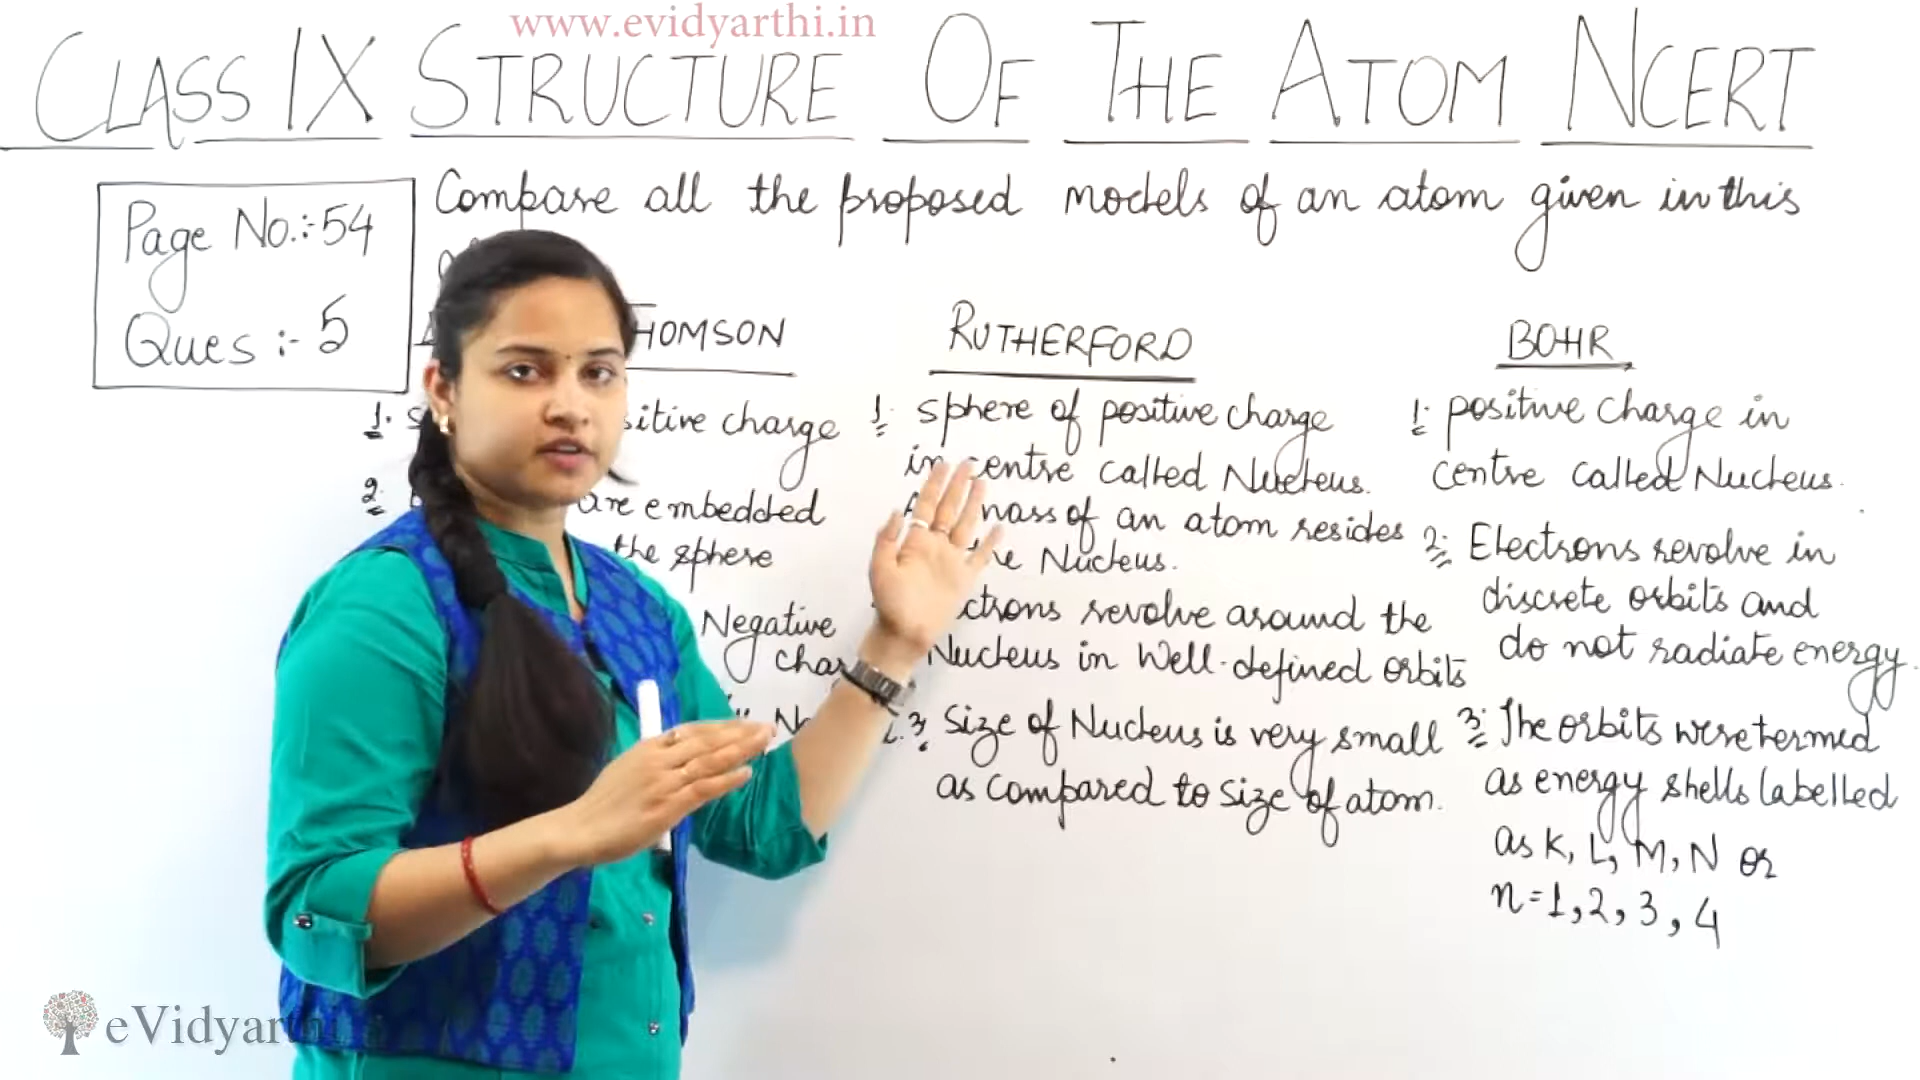 www.evidyarthi.in
CLASS IX STRUCTURE OF THE ATOM NCERT
Page No.:- 54
Ques :- 5
Compare all the proposed models of an atom given in this
THOMSON
charge
are embedded
the sphere
Negative
RUTHERFORD
1. Sphere of positive charge
in centre called Nucleus.
mass of an atom resides
Nucleus.
revolve around the
Nucleus in Well-defined orbits
3. Size of Nucleus is very small
as compared to size of atom.
BOHR
1. positive charge in
centre called Nucleus.
2. Electrons revolve in
discrete orbits and
do not radiate energy.
3. The orbits were termed
as energy shells labelled
as K, L, M, N or
n=1, 2, 3, 4
eVidyarthi